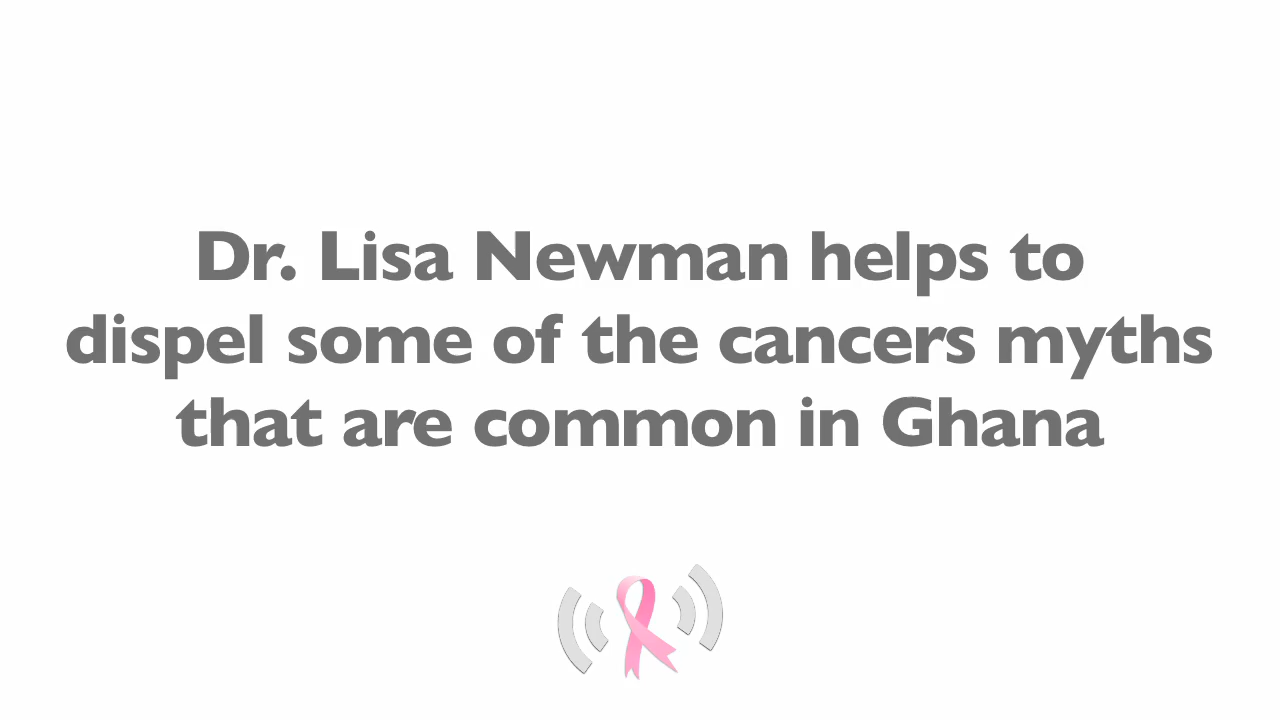 Dr. Lisa Newman helps to
dispel some of the cancers myths
that are common in Ghana